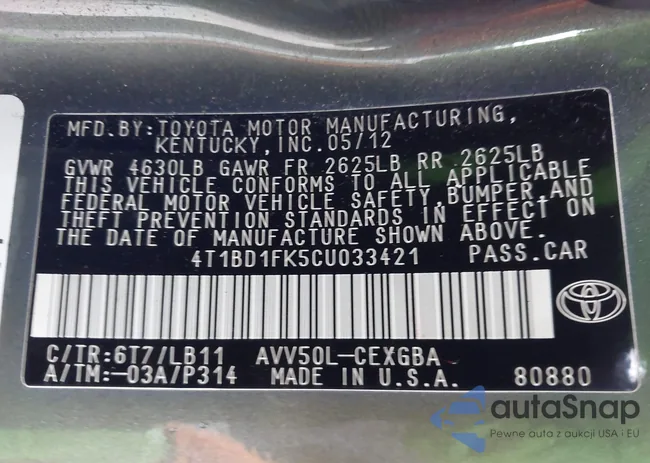 MFD.BY:TOYOTA MOTOR MANUFACTURING,
KENTUCKY,INC.05/12
GVWR 4630LB GAWR FR 2625LB RR 2625LB
THIS VEHICLE CONFORMS TO ALL APPLICABLE
FEDERAL MOTOR VEHICLE SAFETY,BUMPER,AND
THEFT PREVENTION STANDARDS IN EFFECT ON
THE DATE OF MANUFACTURE SHOWN ABOVE.
4T1BD1FK5CU033421 PASS.CAR
C/TR:6T7/LB11 AVV50L-CEXGBA
A/TM:-03A/P314 MADE IN U.S.A. 80880
autaSnap
Pewne auta z aukcji USA i EU